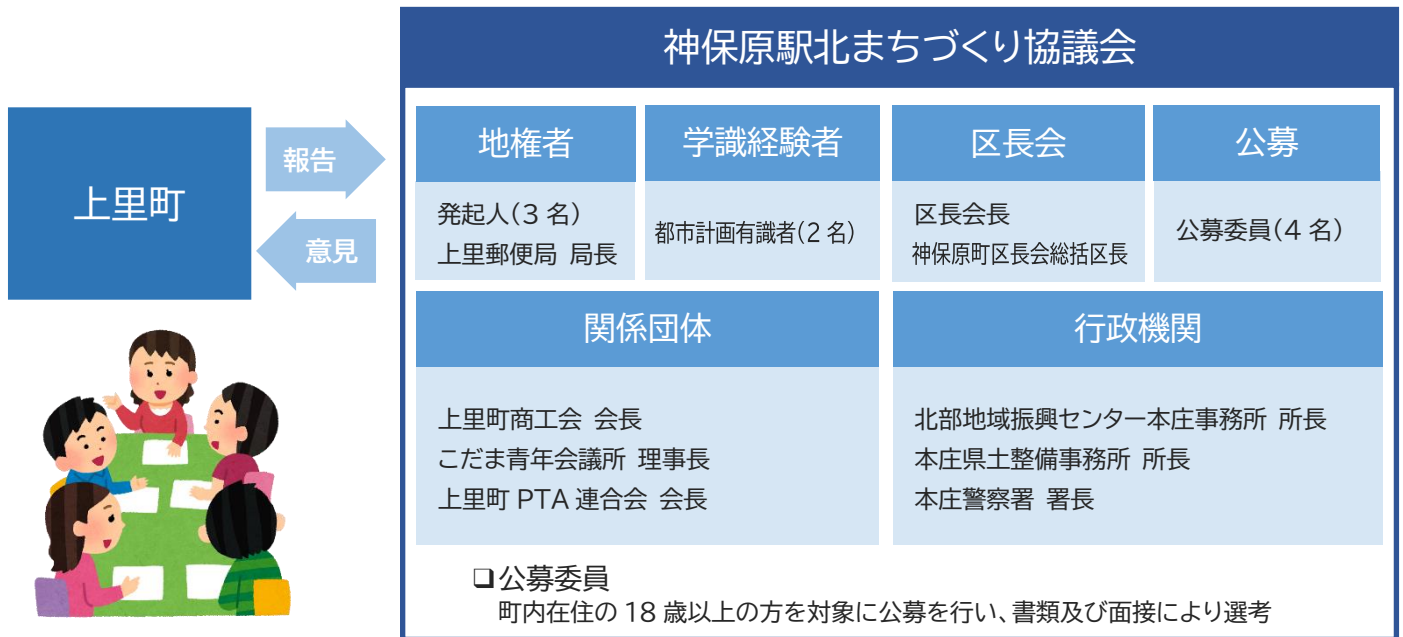 神保原駅北まちづくり協議会
上里町
報告
意見
地権者
発起人(3 名)
上里郵便局 局長
学識経験者
都市計画有識者(2 名)
区長会
区長会長
神保原町区長会総括区長
公募
公募委員(4 名)
関係団体
上里町商工会 会長
こだま青年会議所 理事長
上里町 PTA 連合会 会長
行政機関
北部地域振興センター本庄事務所 所長
本庄県土整備事務所 所長
本庄警察署 署長
❑公募委員
町内在住の 18 歳以上の方を対象に公募を行い、書類及び面接により選考